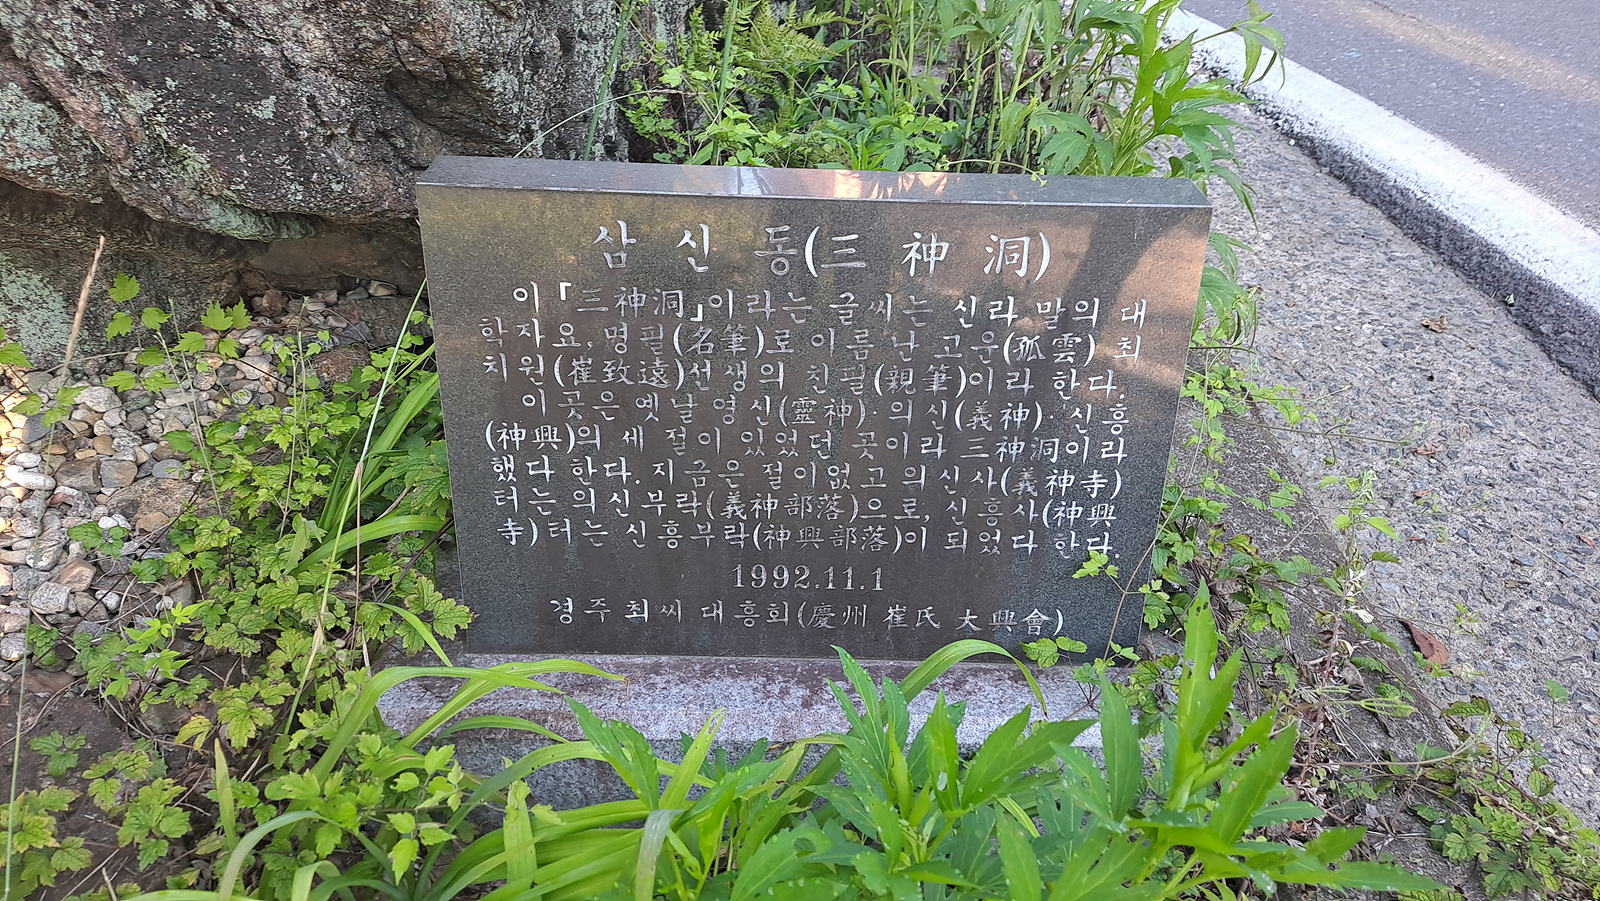 삼신동(三神洞)
이「三神洞」이라는 글씨는 신라 말의 대
학자요, 명필(名筆)로 이름난 고운(孤雲) 최
치원(崔致遠)선생의 친필(親筆)이라 한다.
이곳은 옛날 영신(靈神)·의신(義神)·신흥
(神興)의 세 절이 있었던 곳이라 三神洞이라
했다 한다. 지금은 절이없고 의신사(義神寺)
터는 의신부락(義神部落)으로, 신흥사(神興
寺)터는 신흥부락(神興部落)이 되었다 한다.
1992.11.1
경주최씨 대흥회(慶州 崔氏 大興會)